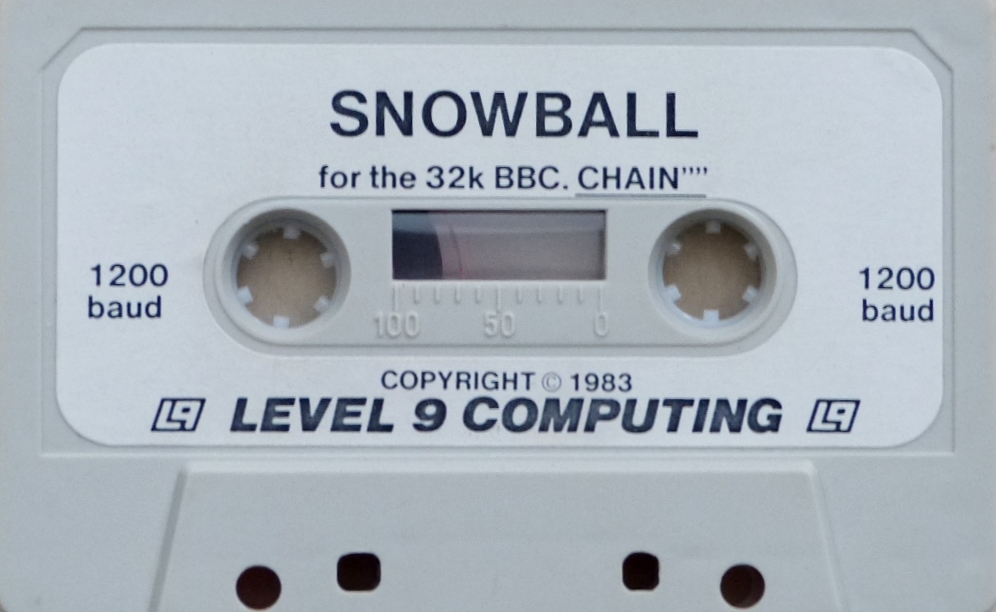 SNOWBALL
for the 32k BBC. CHAIN""
1200 baud
1200 baud
100 50 0
COPYRIGHT © 1983
L9 LEVEL 9 COMPUTING L9